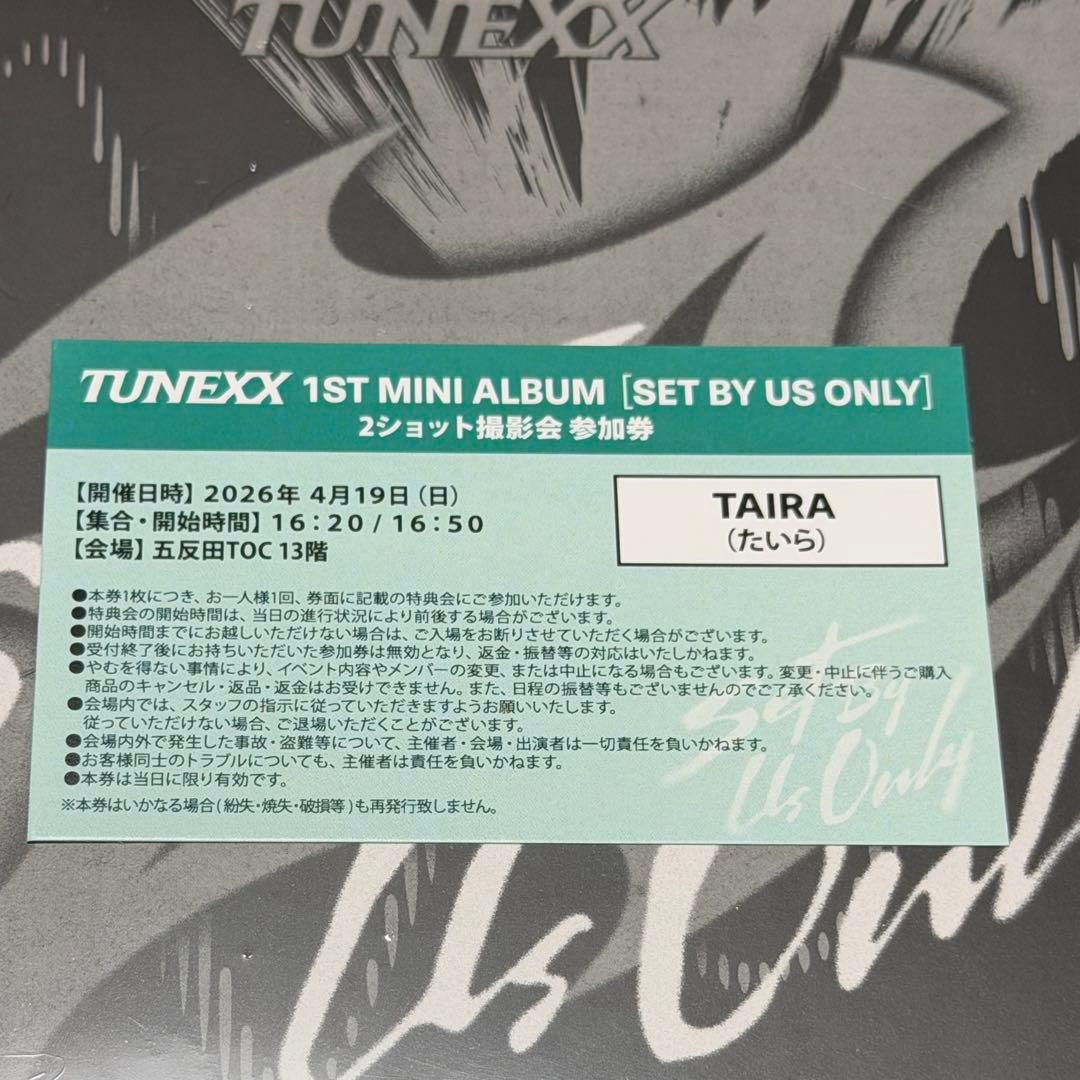 TUNEXX
TUNEXX 1ST MINI ALBUM [SET BY US ONLY]
2ショット撮影会 参加券
【開催日時】2026年 4月19日(日)
【集合・開始時間】16:20 / 16:50
【会場】五反田TOC 13階
TAIRA
(たいら)
●本券1枚につき、お一人様1回、券面に記載の特典会にご参加いただけます。
●特典会の開始時間は、当日の進行状況により前後する場合がございます。
●開始時間までにお越しいただけない場合は、ご入場をお断りさせていただく場合がございます。
●受付終了後にお持ちいただいた参加券は無効となり、返金・振替等の対応はいたしかねます。
●やむを得ない事情により、イベント内容やメンバーの変更、または中止になる場合もございます。変更・中止に伴うご購入
商品のキャンセル・返品・返金はお受けできません。また、日程の振替等もございませんのでご了承ください。
●会場内では、スタッフの指示に従っていただきますようお願いいたします。
従っていただけない場合、ご退場いただくことがございます。
●会場内外で発生した事故・盗難等について、主催者・会場・出演者は一切責任を負いかねます。
●お客様同士のトラブルについても、主催者は責任を負いかねます。
●本券は当日に限り有効です。
※本券はいかなる場合(紛失・焼失・破損等)も再発行致しません。
Set By
Us Only
Us Only